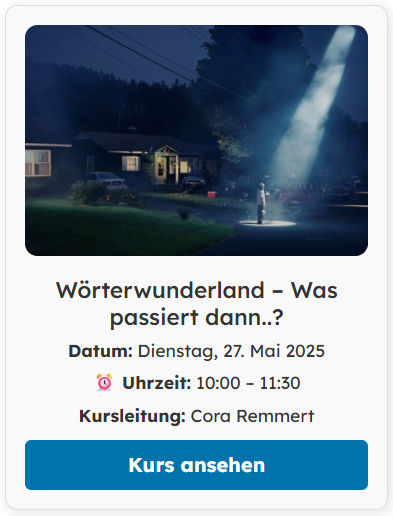 Wörterwunderland – Was
passiert dann..?
Datum: Dienstag, 27. Mai 2025
⏰ Uhrzeit: 10:00 – 11:30
Kursleitung: Cora Remmert
Kurs ansehen